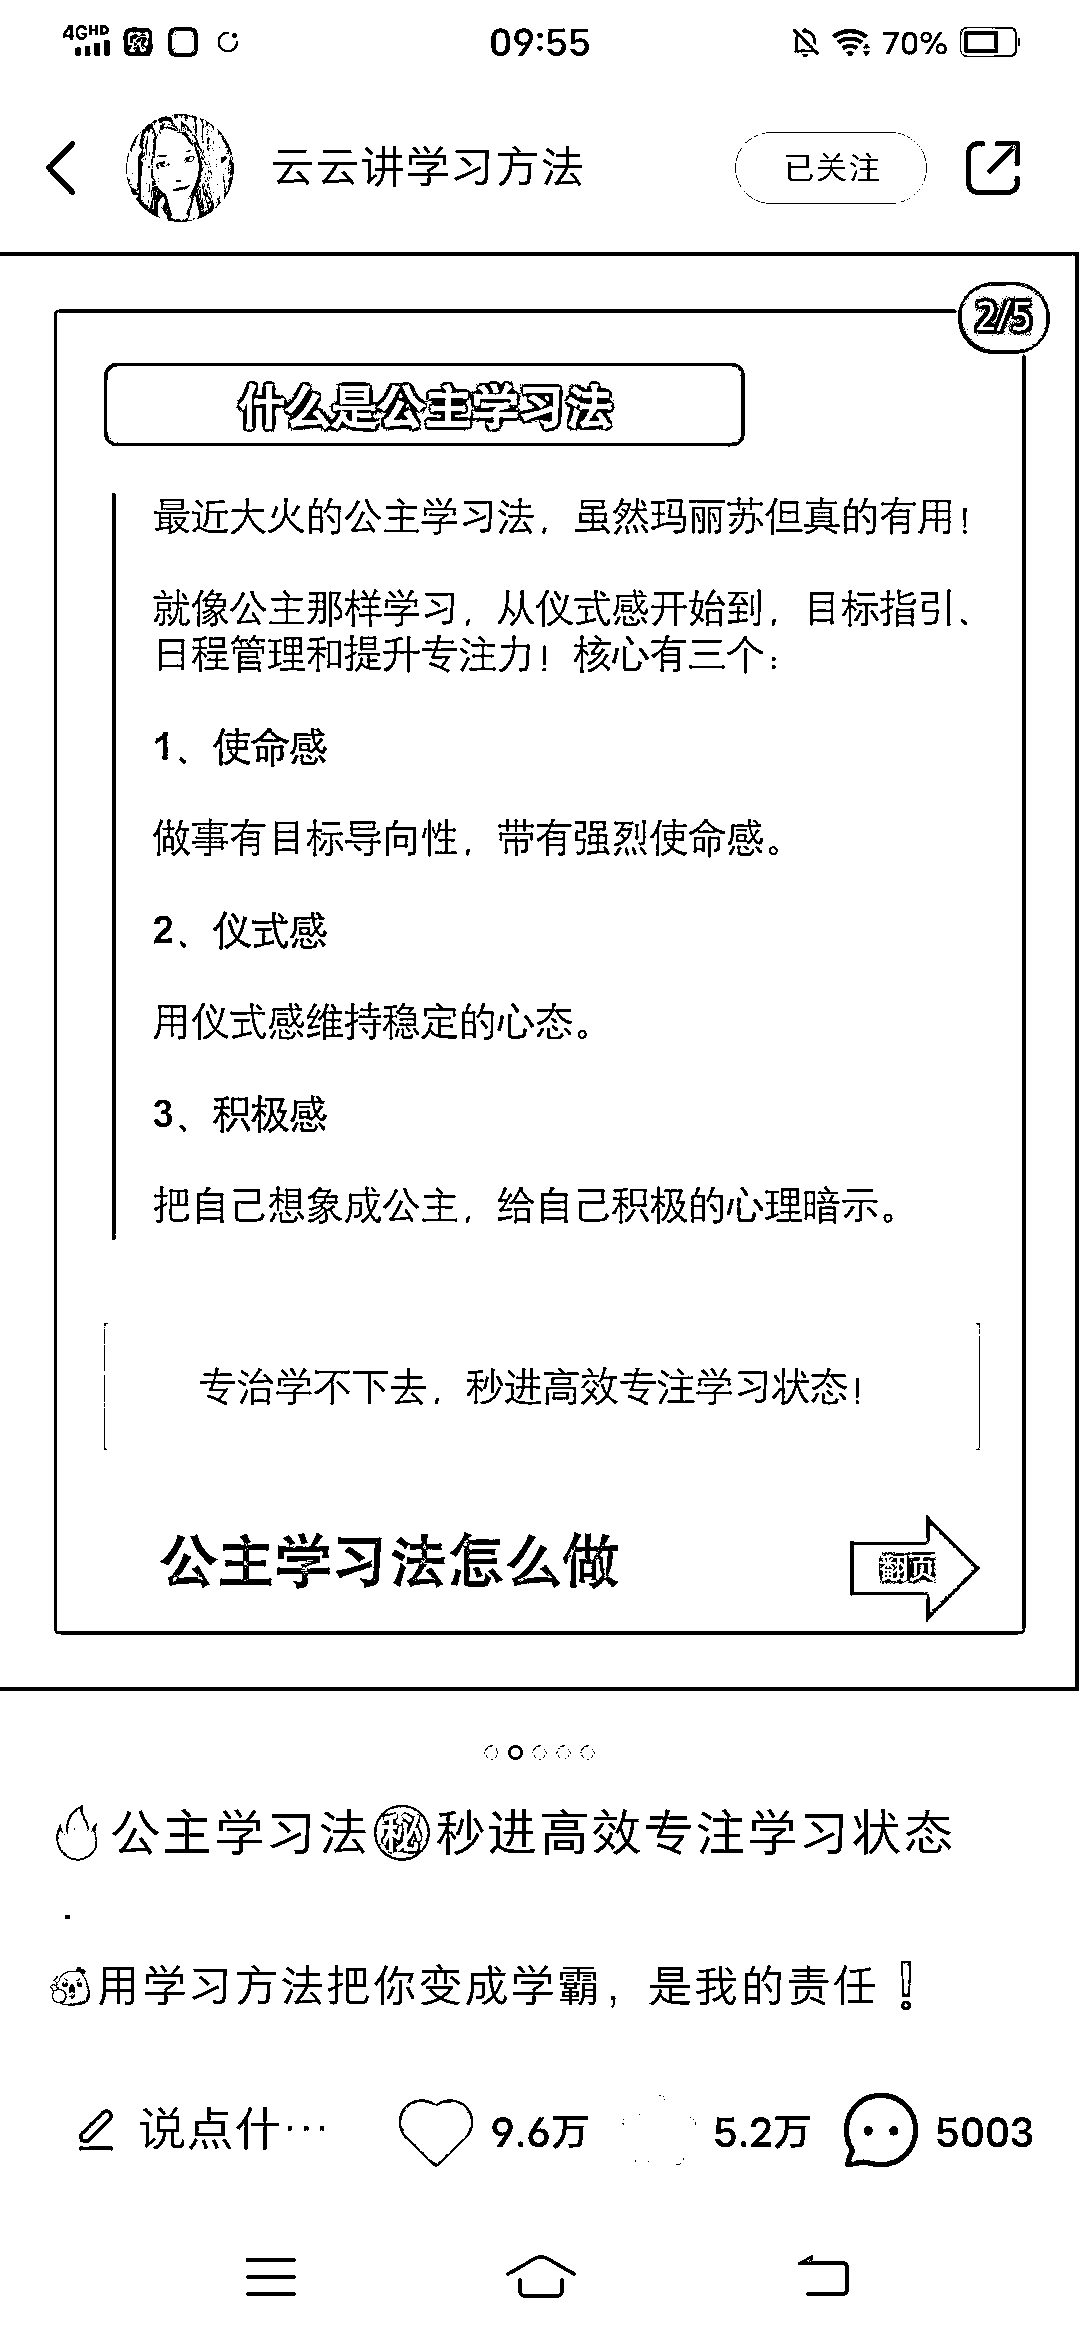 4GHD 09:55 70%
云云讲学习方法 已关注
2/5
什么是公主学习法
最近大火的公主学习法，虽然玛丽苏但真的有用！
就像公主那样学习，从仪式感开始到，目标指引、
日程管理和提升专注力！核心有三个：
1、使命感
做事有目标导向性，带有强烈使命感。
2、仪式感
用仪式感维持稳定的心态。
3、积极感
把自己想象成公主，给自己积极的心理暗示。
专治学不下去，秒进高效专注学习状态！
公主学习法怎么做 翻页
🔥公主学习法㊙秒进高效专注学习状态
.
🐨用学习方法把你变成学霸，是我的责任❗
说点什… 9.6万 5.2万 5003